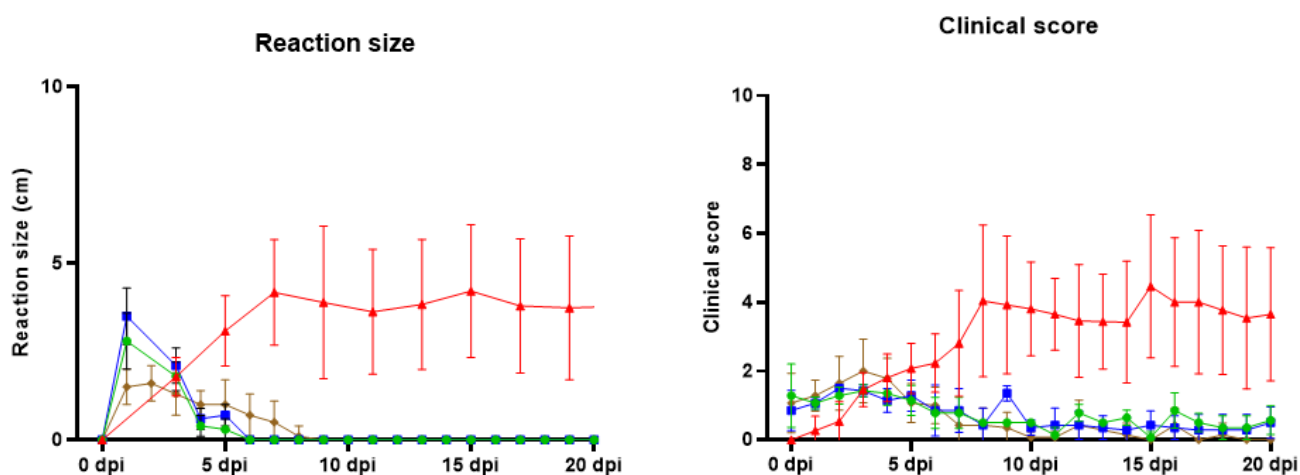 Reaction size
Reaction size (cm)
10
5
0
0 dpi
5 dpi
10 dpi
15 dpi
20 dpi
Clinical score
Clinical score
10
8
6
4
2
0
0 dpi
5 dpi
10 dpi
15 dpi
20 dpi